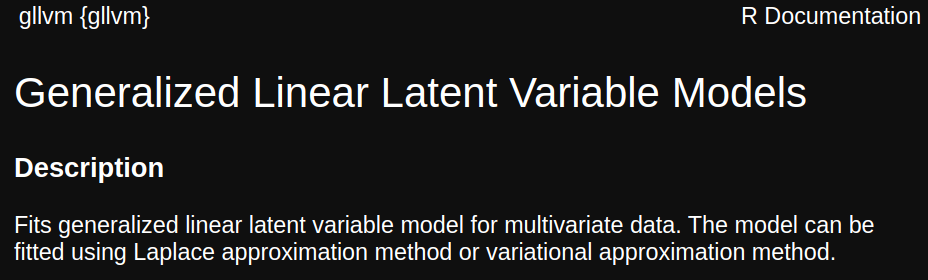 gllvm {gllvm} R Documentation
Generalized Linear Latent Variable Models
Description
Fits generalized linear latent variable model for multivariate data. The model can be
fitted using Laplace approximation method or variational approximation method.